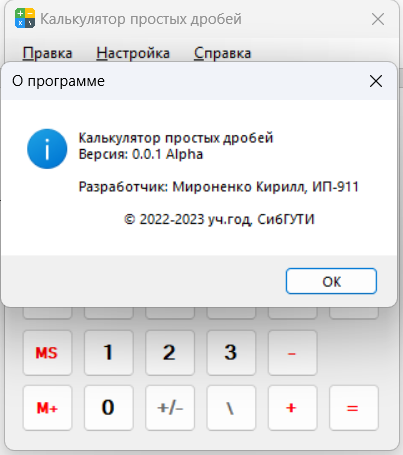 Калькулятор простых дробей
Правка Настройка Справка
О программе
Калькулятор простых дробей
Версия: 0.0.1 Alpha
Разработчик: Мироненко Кирилл, ИП-911
© 2022-2023 уч.год, СибГУТИ
ОК
MS 1 2 3 -
M+ 0 +/- \ + =